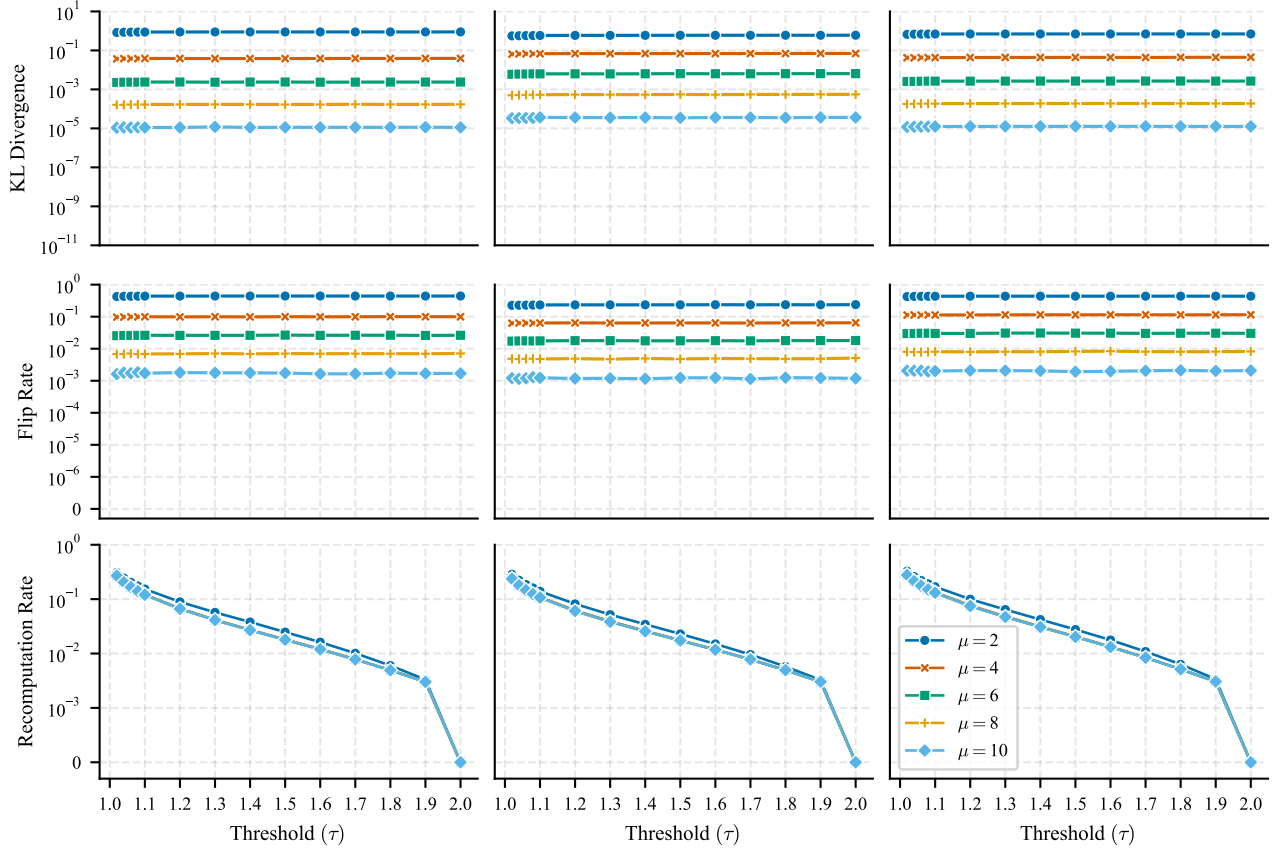 KL Divergence
10^1
10^−1
10^−3
10^−5
10^−7
10^−9
10^−11
Flip Rate
10^0
10^−1
10^−2
10^−3
10^−4
10^−5
10^−6
0
Recomputation Rate
10^0
10^−1
10^−2
10^−3
0
μ = 2
μ = 4
μ = 6
μ = 8
μ = 10
1.0 1.1 1.2 1.3 1.4 1.5 1.6 1.7 1.8 1.9 2.0
1.0 1.1 1.2 1.3 1.4 1.5 1.6 1.7 1.8 1.9 2.0
1.0 1.1 1.2 1.3 1.4 1.5 1.6 1.7 1.8 1.9 2.0
Threshold (τ)
Threshold (τ)
Threshold (τ)